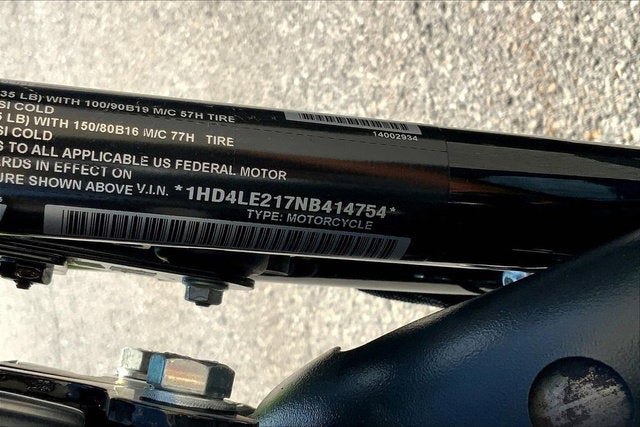 35 LB) WITH 100/90B19 M/C 57H TIRE
SI COLD
5 LB) WITH 150/80B16 M/C 77H TIRE
SI COLD
S TO ALL APPLICABLE US FEDERAL MOTOR
RDS IN EFFECT ON
URE SHOWN ABOVE V.I.N. *1HD4LE217NB414754*
TYPE: MOTORCYCLE
14002934